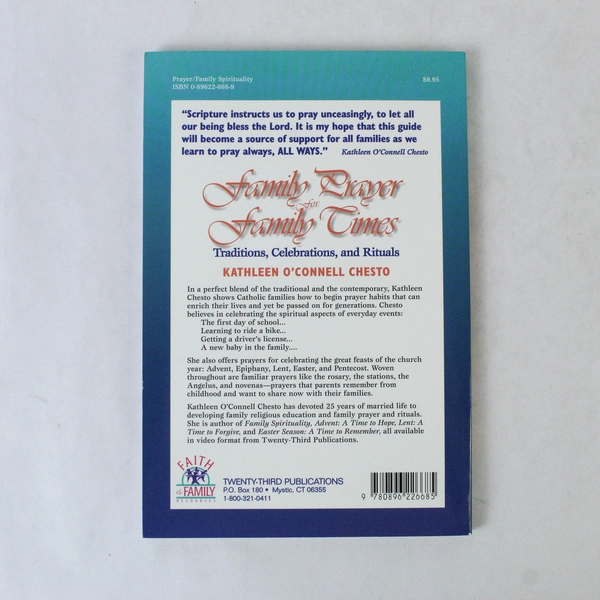 Prayer/Family Spirituality
$9.95
ISBN 0-89622-668-9
“Scripture instructs us to pray unceasingly, to let all
our being bless the Lord. It is my hope that this guide
will become a source of support for all families as we
learn to pray always, ALL WAYS.” Kathleen O'Connell Chesto
Family Prayer
for
Family Times
Traditions, Celebrations, and Rituals
KATHLEEN O'CONNELL CHESTO
In a perfect blend of the traditional and the contemporary, Kathleen
Chesto shows Catholic families how to begin prayer habits that can
enrich their lives and yet be passed on for generations. Chesto
believes in celebrating the spiritual aspects of everyday events:
The first day of school...
Learning to ride a bike...
Getting a driver's license...
A new baby in the family....
She also offers prayers for celebrating the great feasts of the church
year: Advent, Epiphany, Lent, Easter, and Pentecost. Woven
throughout are familiar prayers like the rosary, the stations, the
Angelus, and novenas—prayers that parents remember from
childhood and want to share now with their families.
Kathleen O'Connell Chesto has devoted 25 years of married life to
developing family religious education and family prayer and rituals.
She is author of Family Spirituality, Advent: A Time to Hope, Lent: A
Time to Forgive, and Easter Season: A Time to Remember, all available
in video format from Twenty-Third Publications.
FAITH
& FAMILY
RESOURCES
TWENTY-THIRD PUBLICATIONS
P.O. Box 180 • Mystic, CT 06355
1-800-321-0411
9 780896 226685